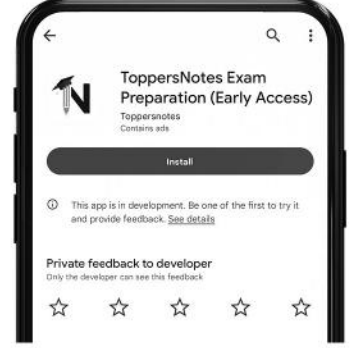 ToppersNotes Exam
Preparation (Early Access)
Toppersnotes
Contains ads
Install
This app is in development. Be one of the first to try it
and provide feedback. See details
Private feedback to developer
Only the developer can see this feedback